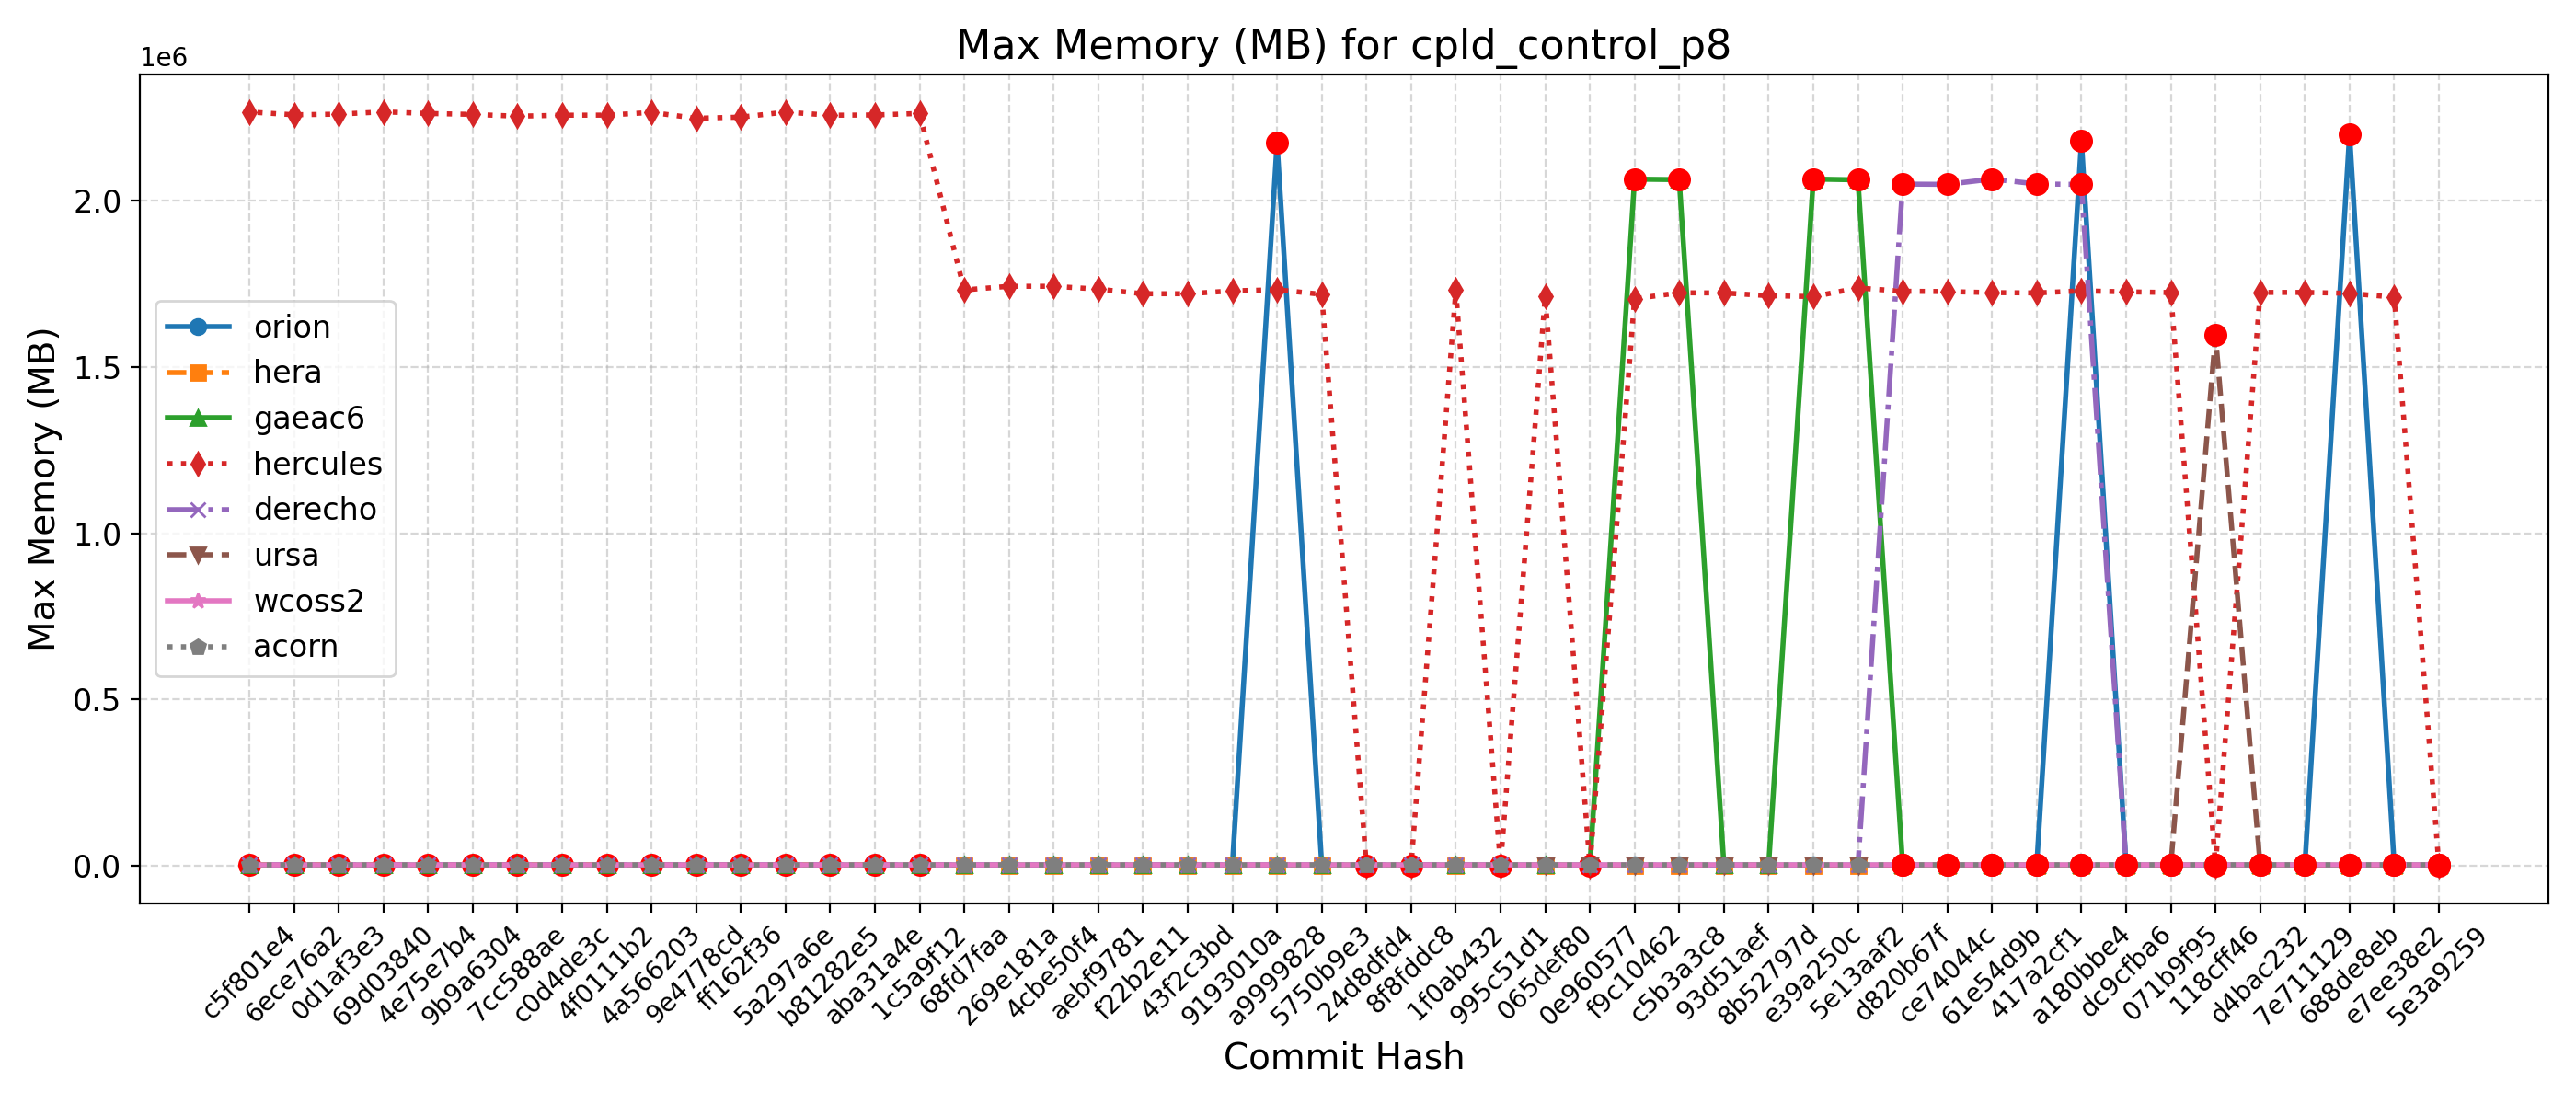 Max Memory (MB) for cpld_control_p8
1e6
Max Memory (MB)
2.0
1.5
1.0
0.5
0.0
orion
hera
gaeac6
hercules
derecho
ursa
wcoss2
acorn
c5f801e4
6ece76a2
0d1af3e3
69d03840
4e75e7b4
9b9a6304
7cc588ae
c0d4de3c
4f0111b2
4a566203
9e4778cd
ff162f36
5a297a6e
b81282e5
aba31a4e
1c5a9f12
68fd7faa
269e181a
4cbe50f4
aebf9781
f22b2e11
43f2c3bd
9193010a
a9999828
5750b9e3
24d8dfd4
8f8fddc8
1f0ab432
995c51d1
065def80
0e960577
f9c10462
c5b3a3c8
93d51aef
8b52797d
e39a250c
5e13aaf2
d820b67f
ce74044c
61e54d9b
417a2cf1
a180bbe4
dc9cfba6
071b9f95
118cff46
d4bac232
7e711129
688de8eb
e7ee38e2
5e3a9259
Commit Hash